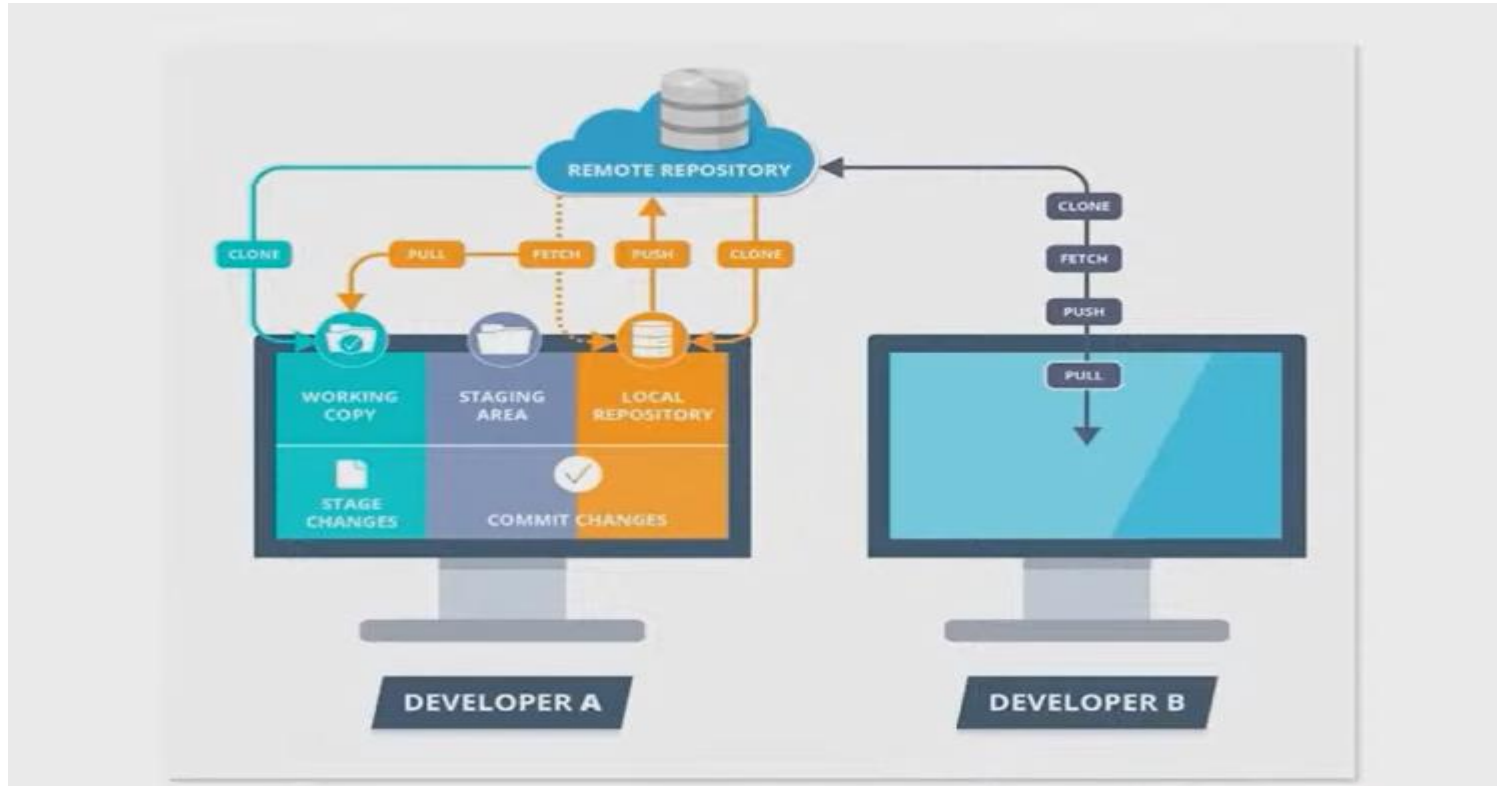 REMOTE REPOSITORY
CLONE
PULL
FETCH
PUSH
CLONE
CLONE
FETCH
PUSH
PULL
WORKING
COPY
STAGING
AREA
LOCAL
REPOSITORY
STAGE
CHANGES
COMMIT CHANGES
DEVELOPER A
DEVELOPER B